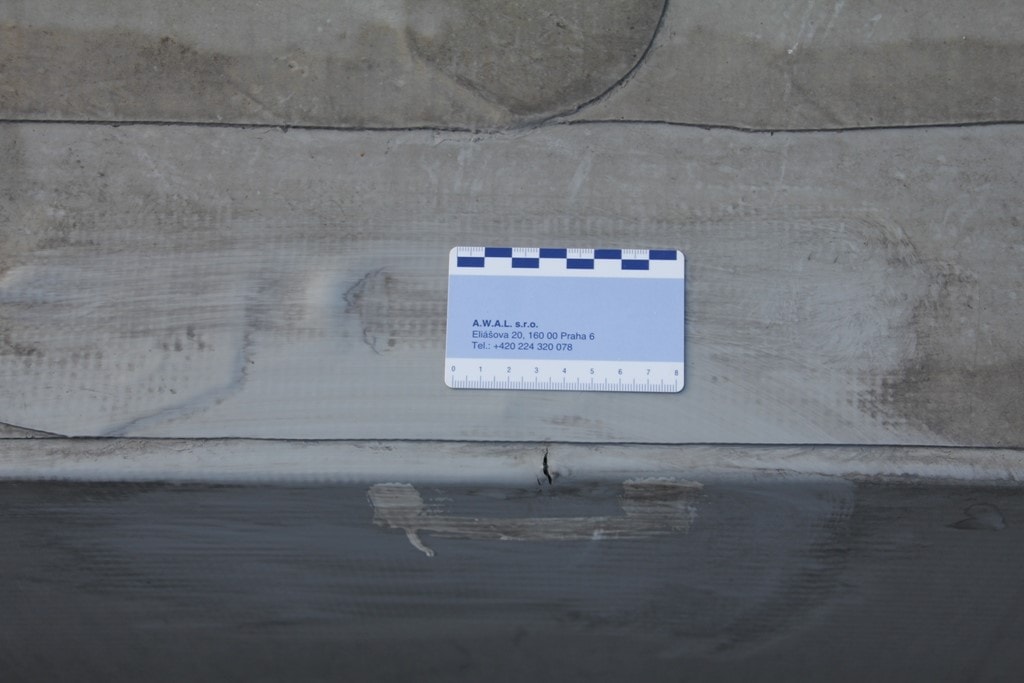 A.W.A.L. s.r.o.
Eliášova 20, 160 00 Praha 6
Tel.: +420 224 320 078
0 1 2 3 4 5 6 7 8